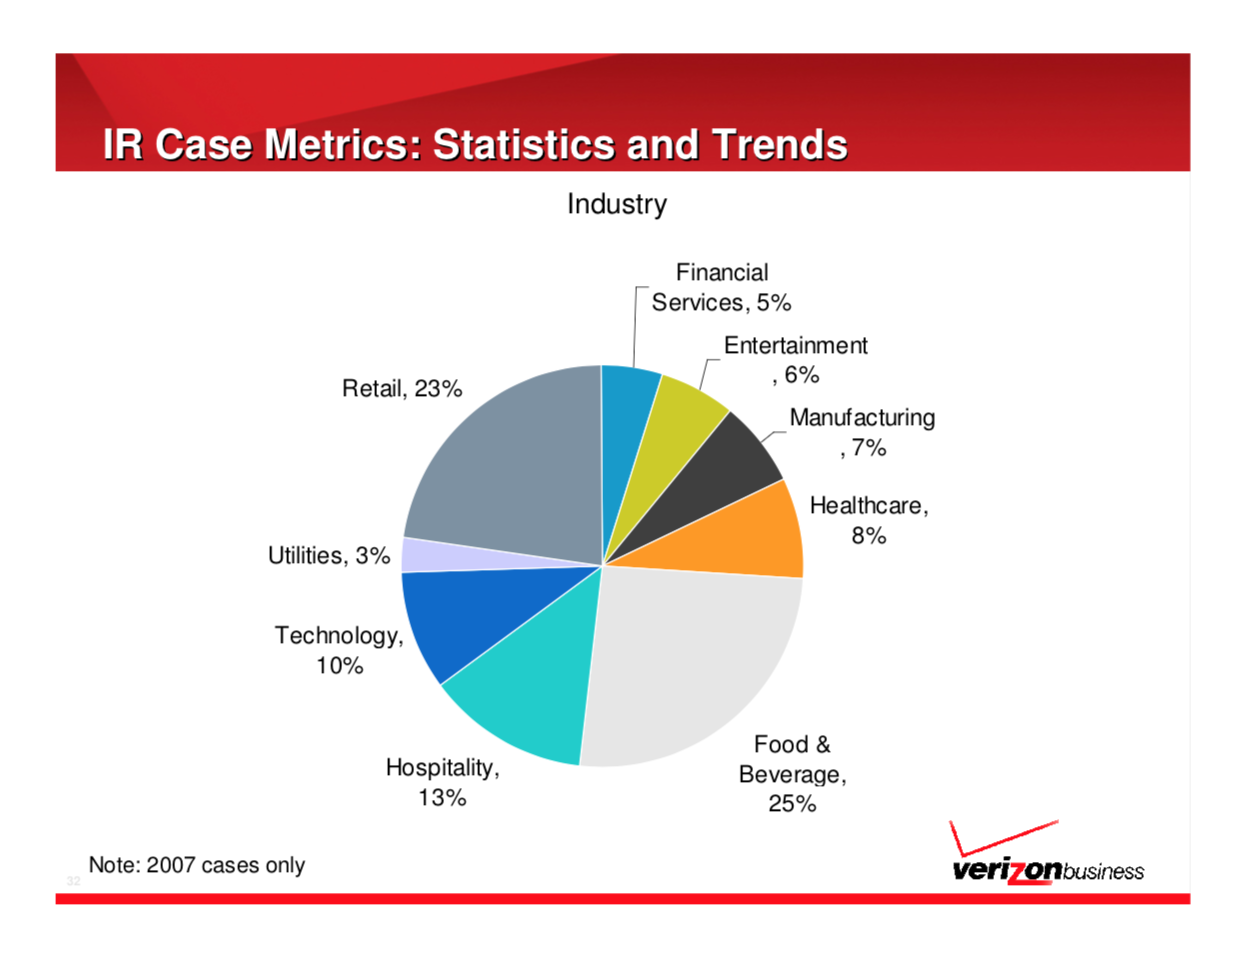 IR Case Metrics: Statistics and Trends
Industry
Financial
Services, 5%
Entertainment
, 6%
Manufacturing
, 7%
Healthcare,
8%
Food &
Beverage,
25%
Hospitality,
13%
Technology,
10%
Utilities, 3%
Retail, 23%
Note: 2007 cases only
32
verizonbusiness